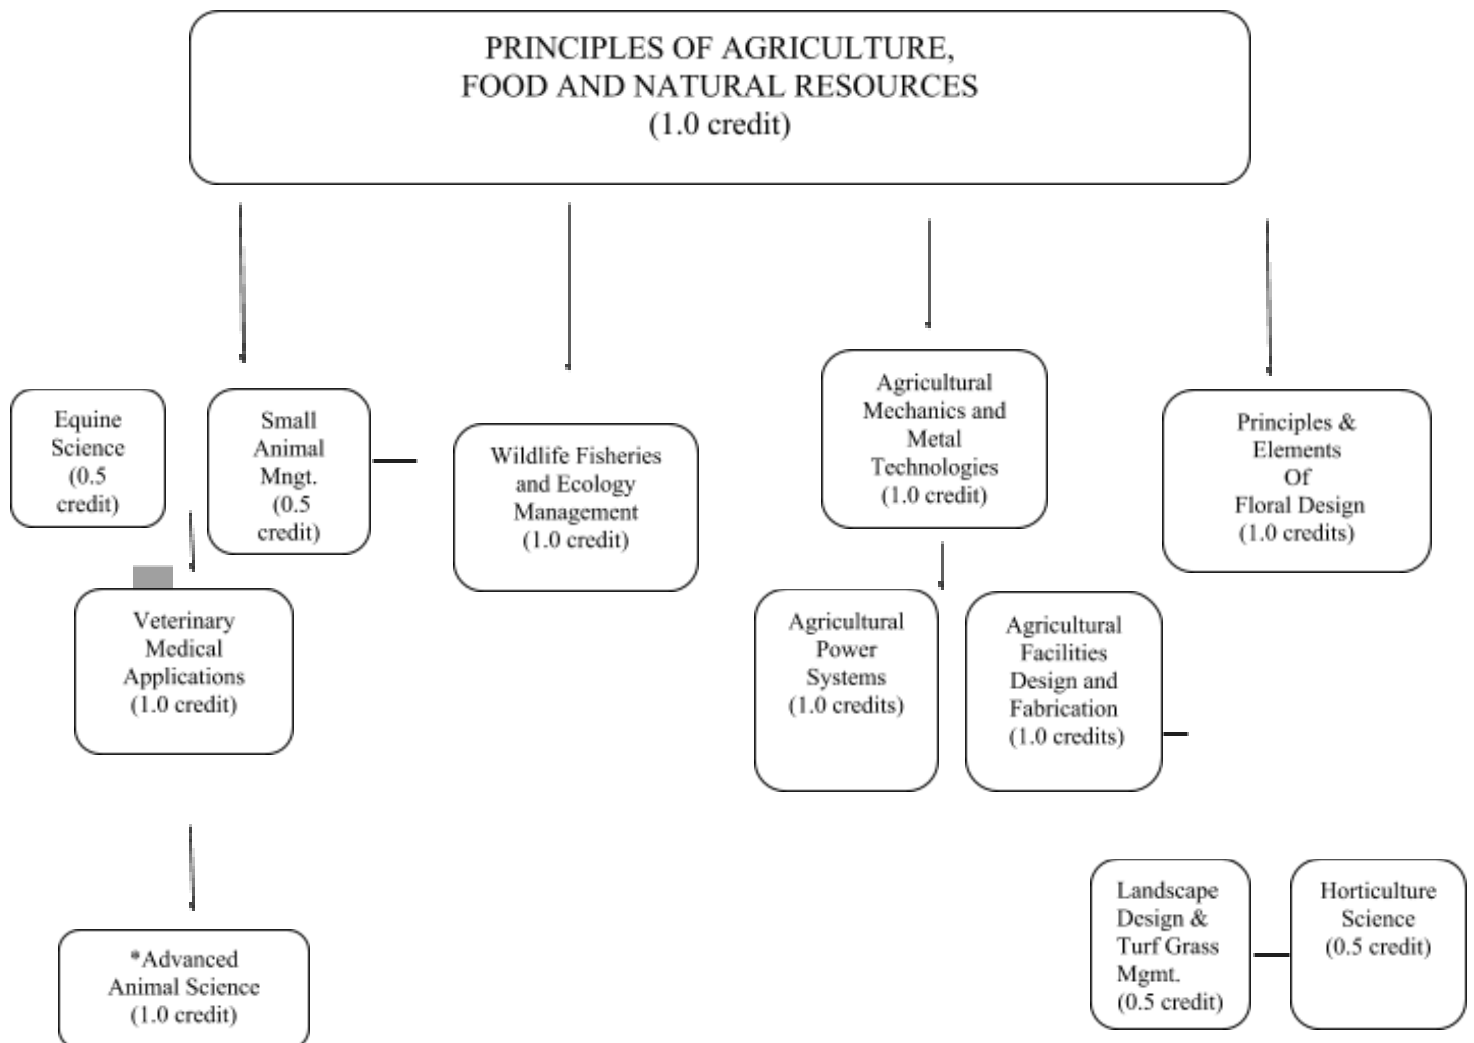 PRINCIPLES OF AGRICULTURE,
FOOD AND NATURAL RESOURCES
(1.0 credit)
Equine
Science
(0.5
credit)
Small
Animal
Mngt.
(0.5
credit)
Wildlife Fisheries
and Ecology
Management
(1.0 credit)
Agricultural
Mechanics and
Metal
Technologies
(1.0 credit)
Principles &
Elements
Of
Floral Design
(1.0 credits)
Veterinary
Medical
Applications
(1.0 credit)
Agricultural
Power
Systems
(1.0 credits)
Agricultural
Facilities
Design and
Fabrication
(1.0 credits)
*Advanced
Animal Science
(1.0 credit)
Landscape
Design &
Turf Grass
Mgmt.
(0.5 credit)
Horticulture
Science
(0.5 credit)